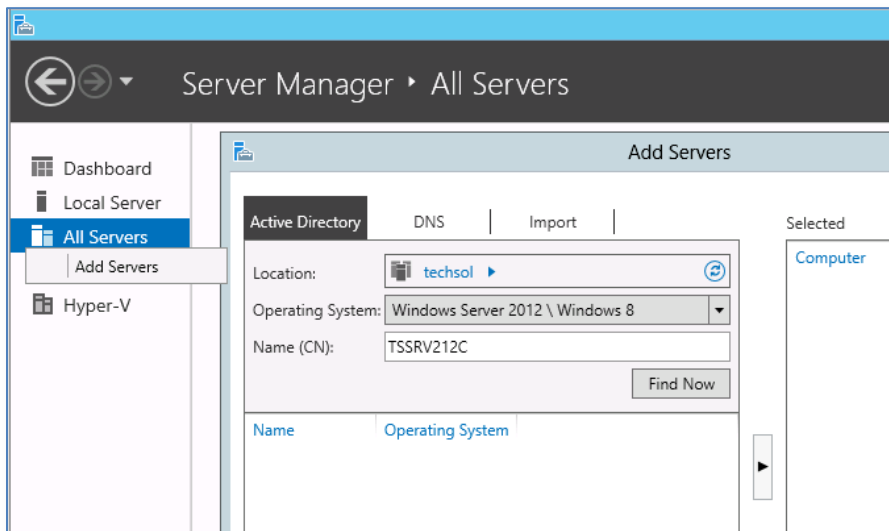 Server Manager ‣ All Servers
Dashboard
Local Server
All Servers
Add Servers
Hyper-V
Add Servers
Active Directory DNS Import
Location: techsol
Operating System: Windows Server 2012 \ Windows 8
Name (CN): TSSRV212C
Find Now
Name Operating System
Selected
Computer